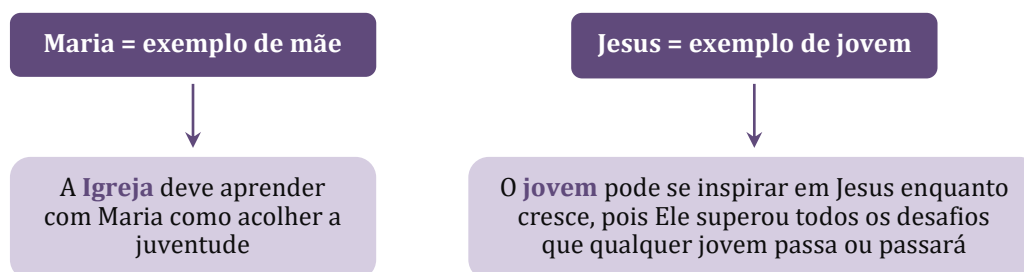 Maria = exemplo de mãe
A Igreja deve aprender
com Maria como acolher a
juventude
Jesus = exemplo de jovem
O jovem pode se inspirar em Jesus enquanto
cresce, pois Ele superou todos os desafios
que qualquer jovem passa ou passará